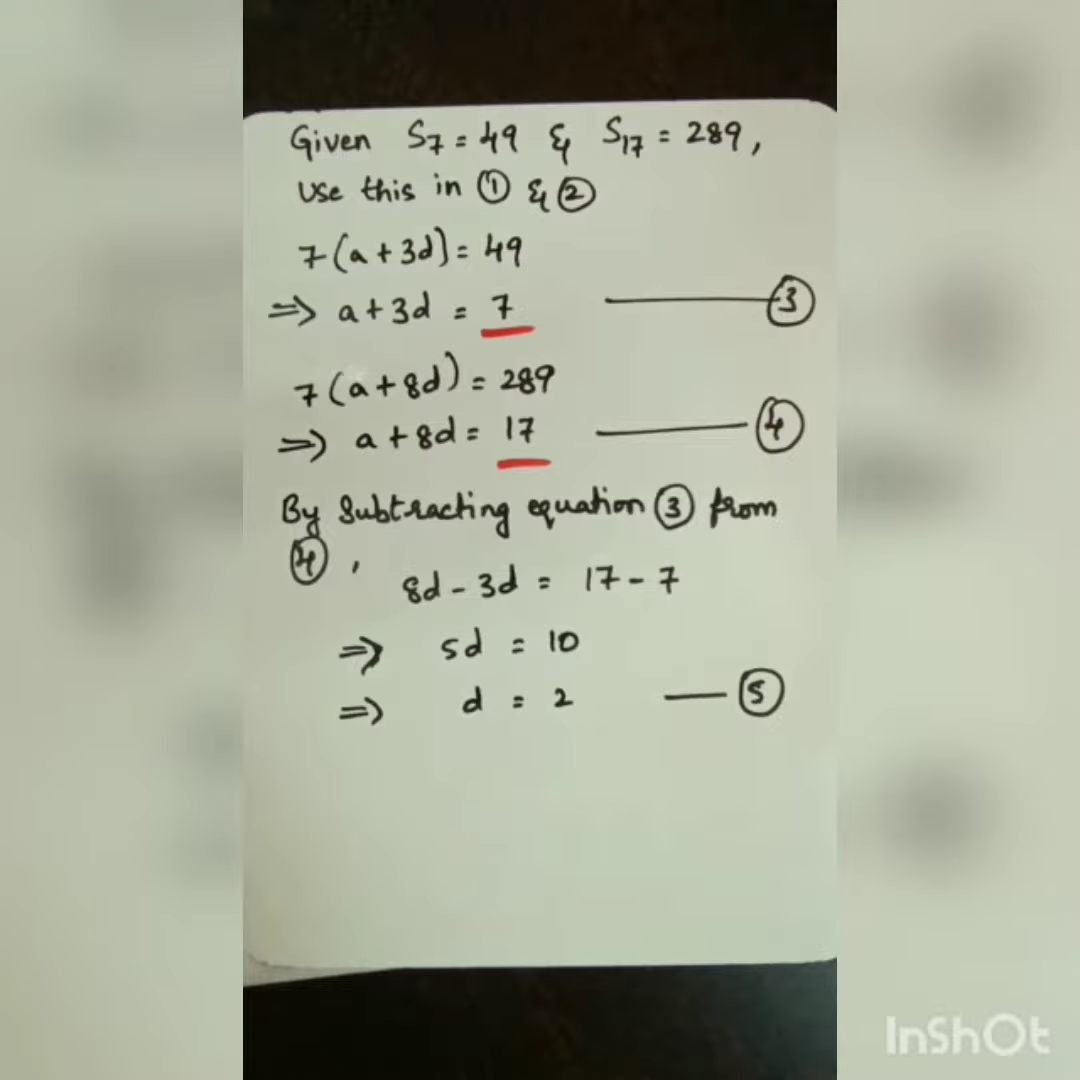 Given S₇ = 49 & S₁₇ = 289,
Use this in ① & ②
7(a + 3d) = 49
⇒ a + 3d = 7 ——— ③
7(a + 8d) = 289
⇒ a + 8d = 17 ——— ④
By Subtracting equation ③ from
④,
8d - 3d = 17 - 7
⇒ 5d = 10
⇒ d = 2 — ⑤
InShOt